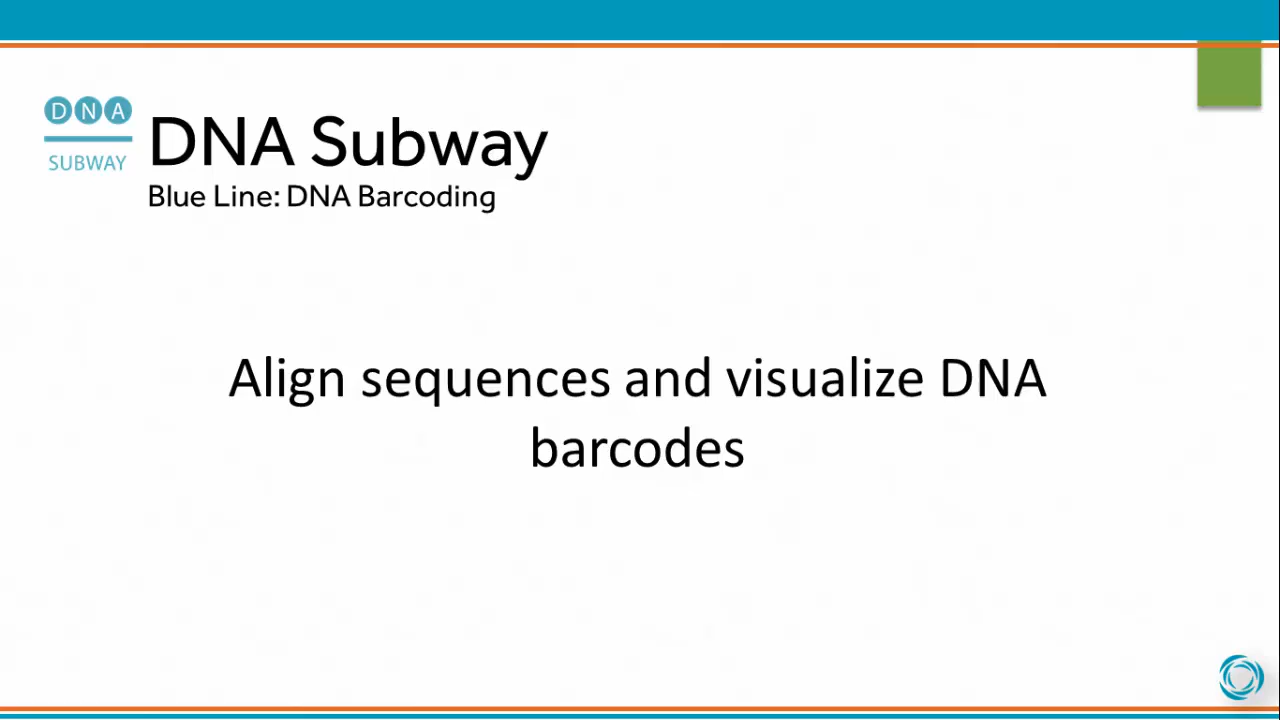 DNA
SUBWAY
DNA Subway
Blue Line: DNA Barcoding
Align sequences and visualize DNA
barcodes